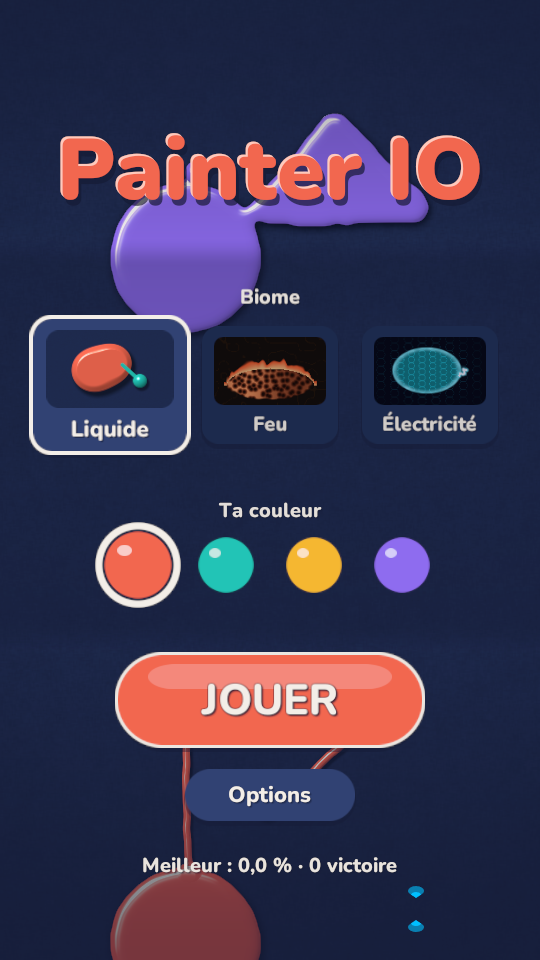 Painter IO
Biome
Liquide
Feu
Électricité
Ta couleur
JOUER
Options
Meilleur : 0,0 % · 0 victoire